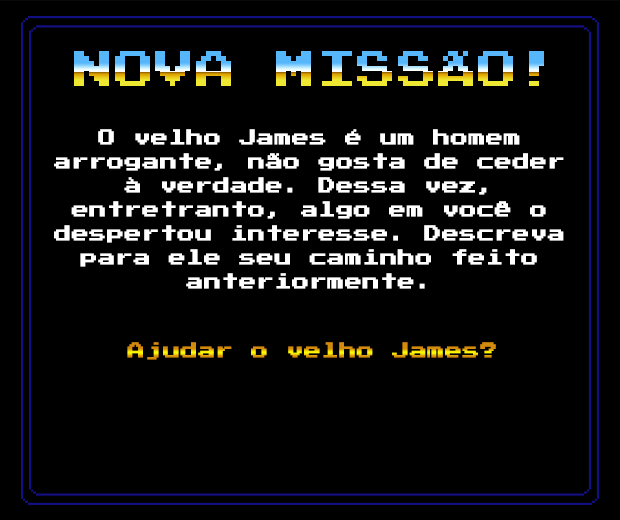 NOVA MISSÃO!
O velho James é um homem
arrogante, não gosta de ceder
à verdade. Dessa vez,
entretranto, algo em você o
despertou interesse. Descreva
para ele seu caminho feito
anteriormente.
Ajudar o velho James?